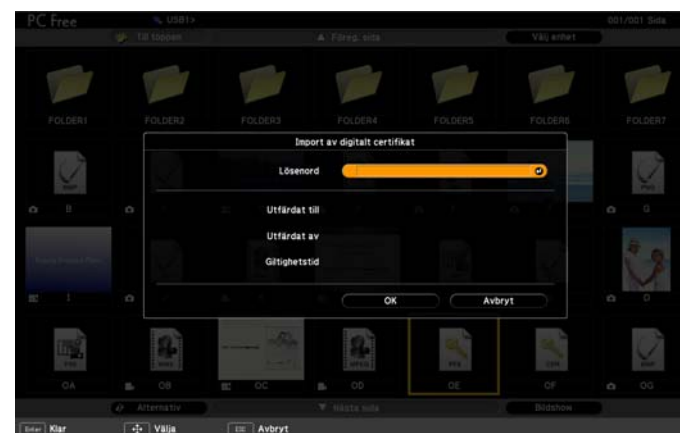 PC Free USB1> 001/001 Sida
Till toppen Föreg. sida Välj enhet
FOLDER1 FOLDER2 FOLDER3 FOLDER4 FOLDER5 FOLDER6 FOLDER7
Import av digitalt certifikat
Lösenord
B G
Utfärdat till
Utfärdat av
Giltighetstid
I O
OK Avbryt
OA OB OC OD OE OF OG
Alternativ Nästa sida Bildshow
Enter Klar Välja Esc Avbryt